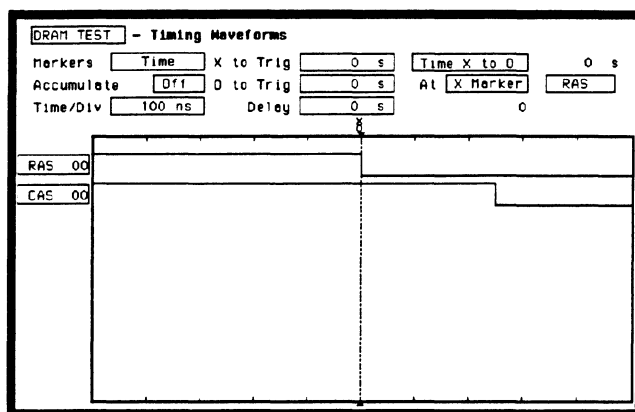 DRAM TEST - Timing Waveforms
Markers Time X to Trig 0 s Time X to O 0 s
Accumulate Off O to Trig 0 s At X Marker RAS
Time/Div 100 ns Delay 0 s 0
X
O
RAS 00
CAS 00